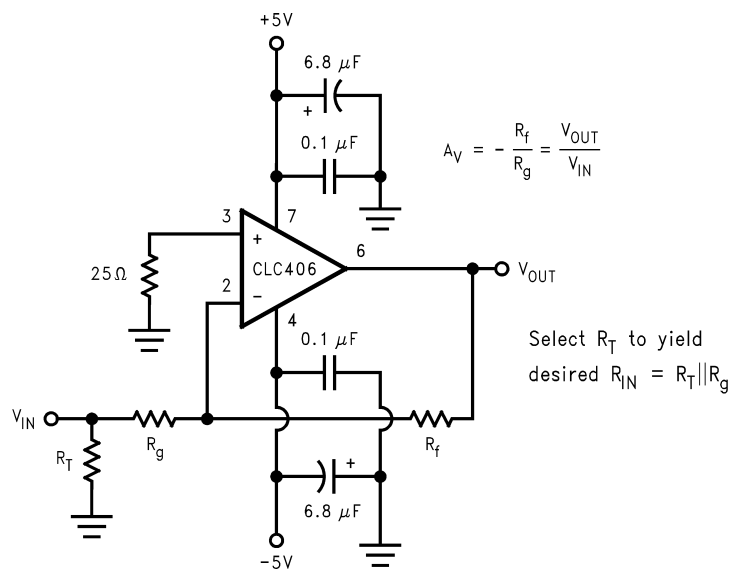 +5V
6.8 µF
+
0.1 µF
A_V = - R_f / R_g = V_OUT / V_IN
3
7
+
CLC406
6
V_OUT
25Ω
2
−
4
0.1 µF
Select R_T to yield
desired R_IN = R_T||R_g
V_IN
R_g
R_f
R_T
+
6.8 µF
−5V